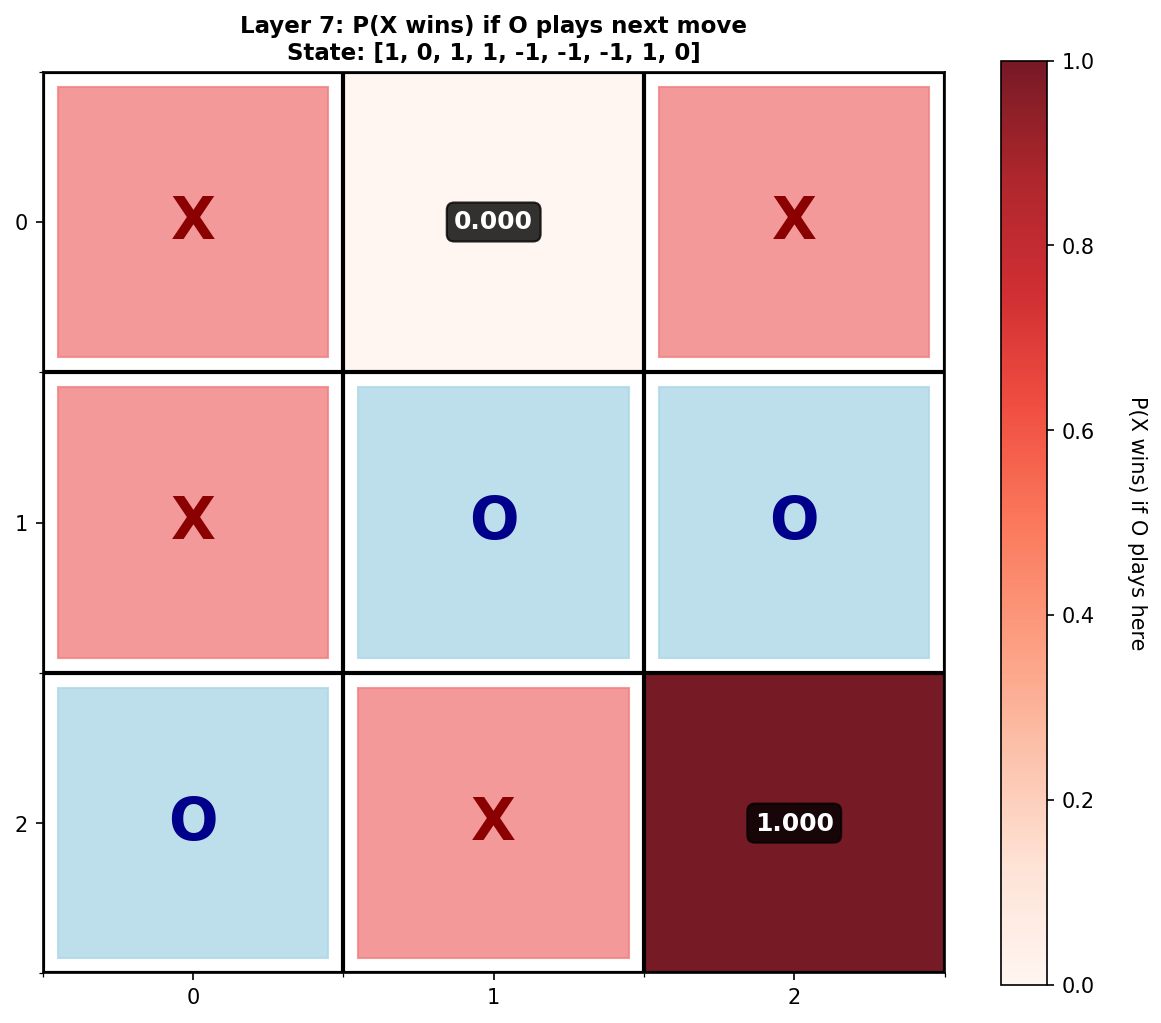 Layer 7: P(X wins) if O plays next move
State: [1, 0, 1, 1, -1, -1, -1, 1, 0]
0
X
0.000
X
1
X
O
O
2
O
X
1.000
0
1
2
1.0
0.8
0.6
0.4
0.2
0.0
P(X wins) if O plays here